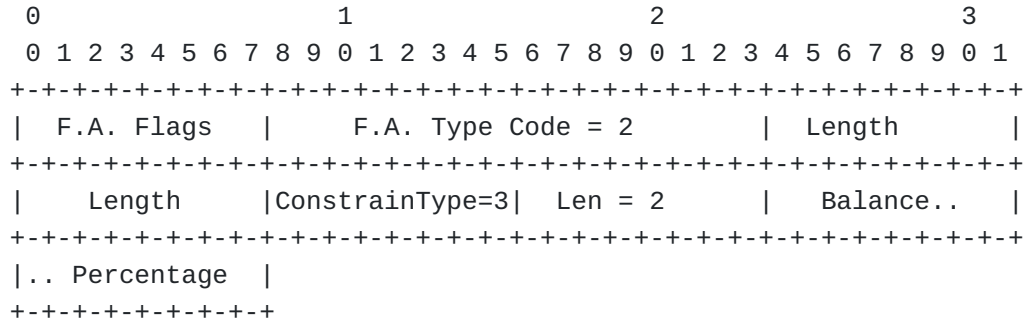 0                   1                   2                   3
 0 1 2 3 4 5 6 7 8 9 0 1 2 3 4 5 6 7 8 9 0 1 2 3 4 5 6 7 8 9 0 1
+-+-+-+-+-+-+-+-+-+-+-+-+-+-+-+-+-+-+-+-+-+-+-+-+-+-+-+-+-+-+-+-+
|  F.A. Flags   |     F.A. Type Code = 2        |  Length       |
+-+-+-+-+-+-+-+-+-+-+-+-+-+-+-+-+-+-+-+-+-+-+-+-+-+-+-+-+-+-+-+-+
|    Length     |ConstrainType=3|  Len = 2      |   Balance..   |
+-+-+-+-+-+-+-+-+-+-+-+-+-+-+-+-+-+-+-+-+-+-+-+-+-+-+-+-+-+-+-+-+
|.. Percentage  |
+-+-+-+-+-+-+-+-+